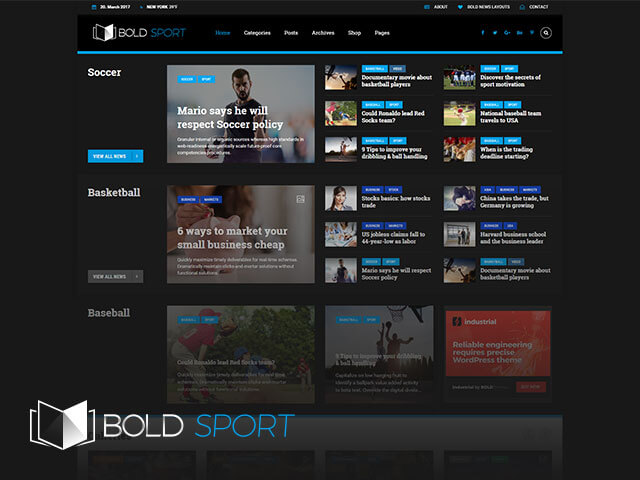 20. March 2017
NEW YORK 29°F
ABOUT
BOLD NEWS LAYOUTS
CONTACT
BOLD SPORT
Home
Categories
Posts
Archives
Shop
Pages
Soccer
VIEW ALL NEWS
SOCCER
SPORT
Mario says he will
respect Soccer policy
Granular internal or organic sources whereas high standards in
web-readiness energistically scale future-proof core
competencies procedures.
BASKETBALL
VIDEO
Documentary movie about
basketball players
BASEBALL
SPORT
Could Ronaldo lead Red
Socks team?
BASKETBALL
SPORT
9 Tips to improve your
dribbling & ball handling
BASEBALL
SPORT
Discover the secrets of
sport motivation
BASEBALL
SPORT
National baseball team
travels to USA
BASEBALL
SPORT
When is the trading
deadline starting?
Basketball
VIEW ALL NEWS
BUSINESS
MARKETS
6 ways to market your
small business cheap
Quickly maximize timely deliverables for real-time schemas.
Dramatically maintain clicks-and-mortar solutions without
functional solutions.
BUSINESS
STOCK
Stocks basics: how stocks
trade
BUSINESS
MARKETS
US jobless claims fall to
44-year-low as labor
SOCCER
SPORT
Mario says he will respect
Soccer policy
ASIA
BUSINESS
MARKETS
China takes the trade, but
Germany is growing
BUSINESS
USA
Harvard business school
and the business leader
BASKETBALL
VIDEO
Documentary movie about
basketball players
Baseball
BASEBALL
SPORT
Could Ronaldo lead Red Socks team?
Quickly maximize timely deliverables for real-time schemas.
Dramatically maintain clicks-and-mortar solutions
without functional solutions.
BASKETBALL
SPORT
9 Tips to improve your dribbling
& ball handling
Capitalize on low hanging fruit to
identify a ballpark value added activity
to beta test. Override the digital divide
industrial
Reliable engineering
requires precise
WordPress theme
Industrial by BOLD
BUY NOW
BOLD SPORT